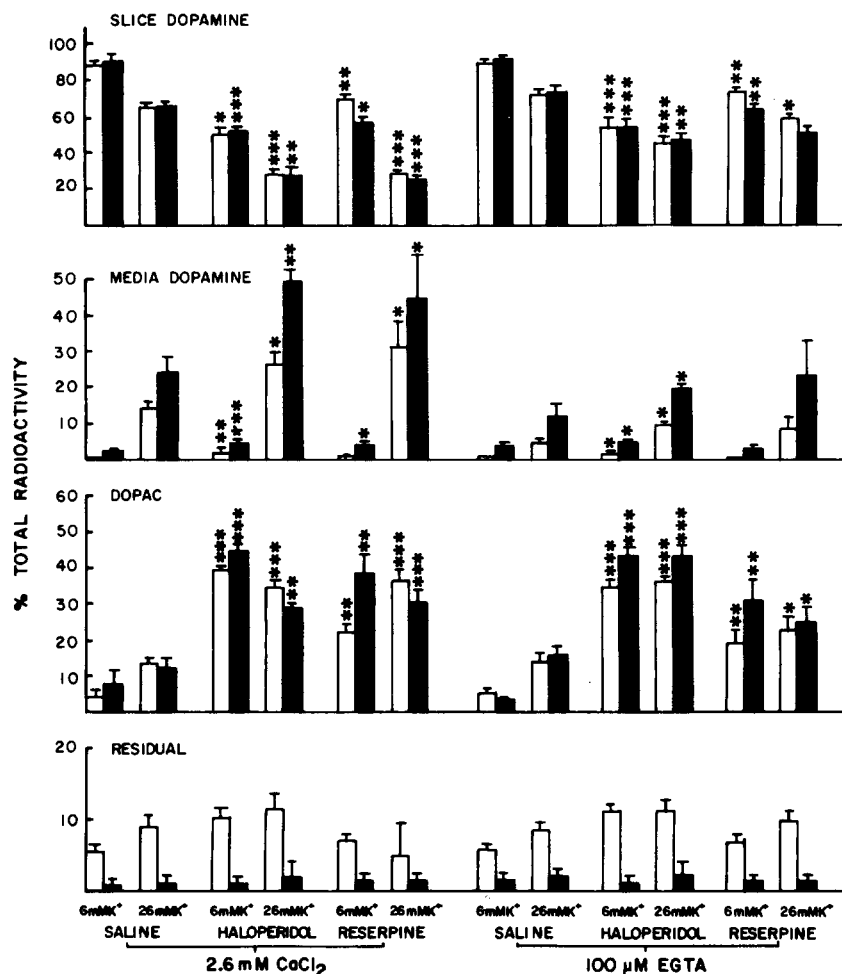 SLICE DOPAMINE
100
80
60
40
20
* *** *** ** ** * *** *** *** *** *** ** ** ** *
MEDIA DOPAMINE
50
40
30
20
10
** *** * ** * * * * * * *
% TOTAL RADIOACTIVITY
DOPAC
60
50
40
30
20
10
*** *** *** ** ** ** *** *** *** *** *** *** ** ** * *
RESIDUAL
20
10
6mMK+ 26mMK+ 6mMK+ 26mMK+ 6mMK+ 26mMK+ 6mMK+ 26mMK+ 6mMK+ 26mMK+ 6mMK+ 26mMK+
SALINE HALOPERIDOL RESERPINE SALINE HALOPERIDOL RESERPINE
2.6 mM CaCl₂ 100 µM EGTA